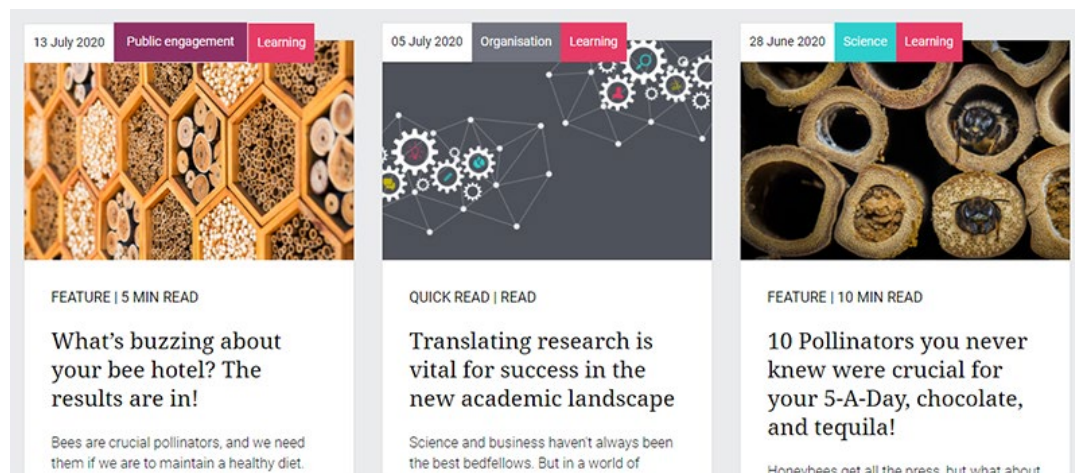 13 July 2020 Public engagement Learning
FEATURE | 5 MIN READ
What's buzzing about
your bee hotel? The
results are in!
Bees are crucial pollinators, and we need
them if we are to maintain a healthy diet.
05 July 2020 Organisation Learning
QUICK READ | READ
Translating research is
vital for success in the
new academic landscape
Science and business haven't always been
the best bedfellows. But in a world of
28 June 2020 Science Learning
FEATURE | 10 MIN READ
10 Pollinators you never
knew were crucial for
your 5-A-Day, chocolate,
and tequila!
Honeybees get all the press, but what about